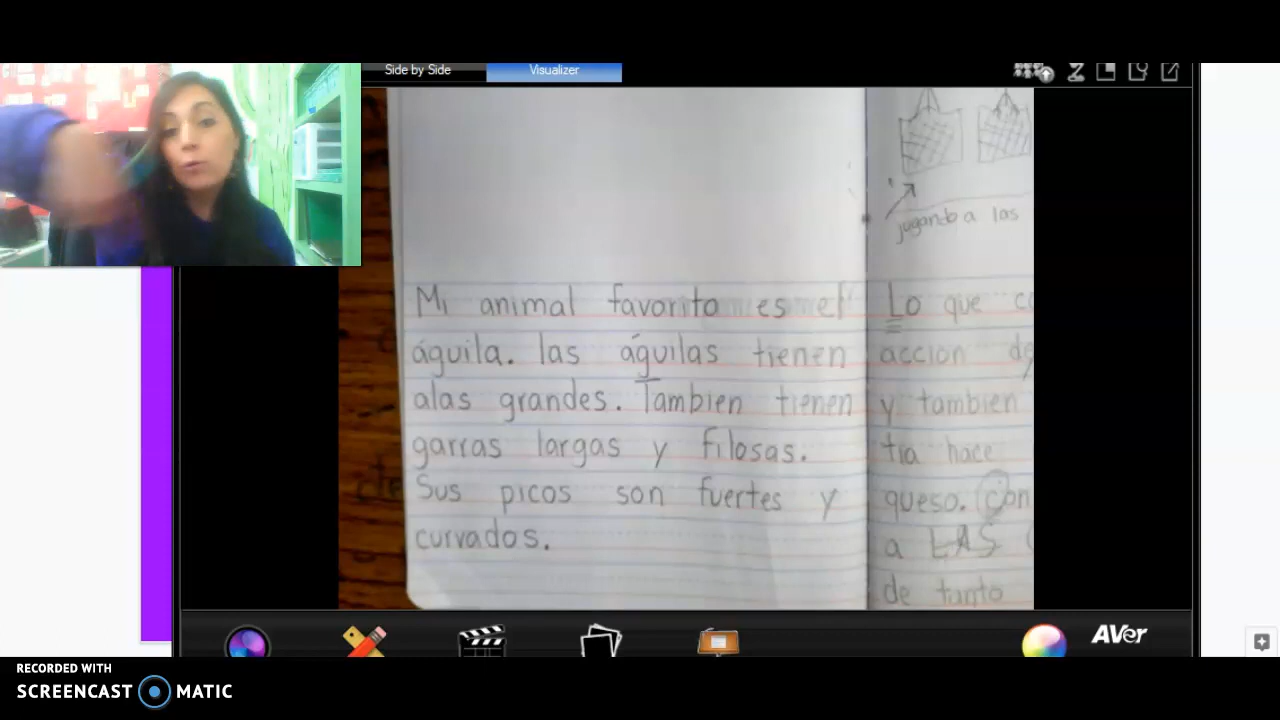 Side by Side
Visualizer
jugando a las
Mi animal favorito es el
águila. las águilas tienen
alas grandes. Tambien tienen
garras largas y filosas.
Sus picos son fuertes y
curvados.
Lo que
accion
y tambien
tia hace
queso. con
a LAS
de tanto
AVer
RECORDED WITH
SCREENCAST MATIC